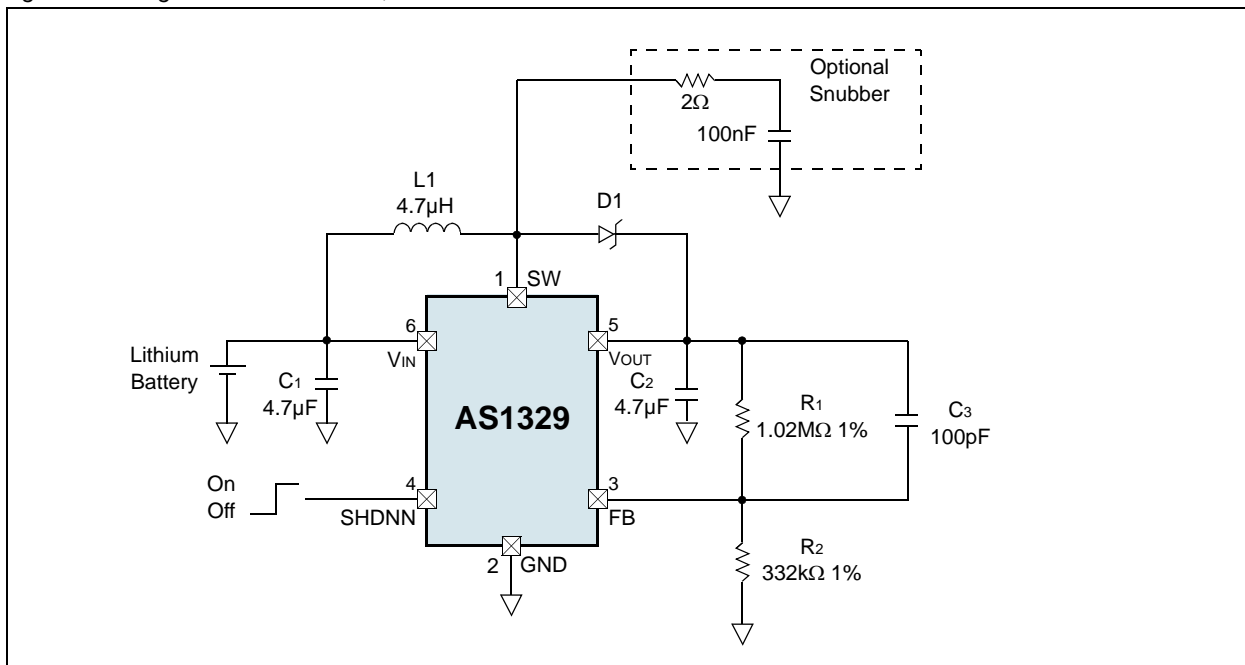 Optional
Snubber
2Ω
100nF
L1
4.7µH
D1
1 SW
6
VIN
5
VOUT
Lithium
Battery
C1
4.7µF
C2
4.7µF
AS1329
R1
1.02MΩ 1%
C3
100pF
On
Off
4
SHDNN
3
FB
2 GND
R2
332kΩ 1%